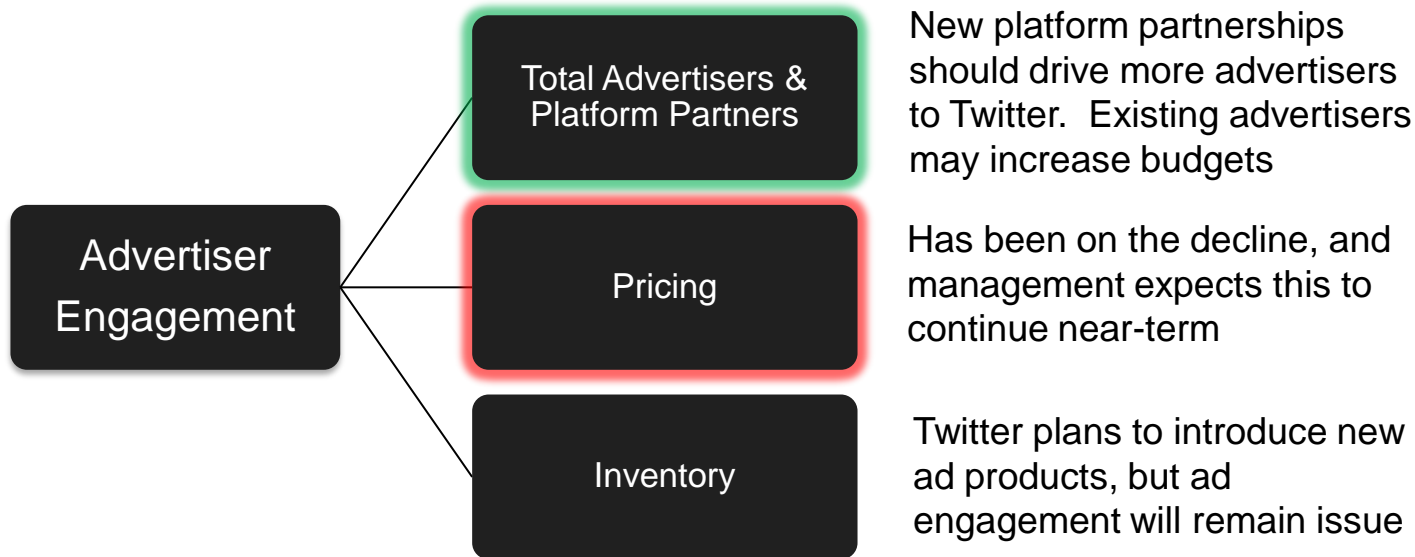 Advertiser
Engagement
Total Advertisers &
Platform Partners
New platform partnerships
should drive more advertisers
to Twitter.  Existing advertisers
may increase budgets
Pricing
Has been on the decline, and
management expects this to
continue near-term
Inventory
Twitter plans to introduce new
ad products, but ad
engagement will remain issue